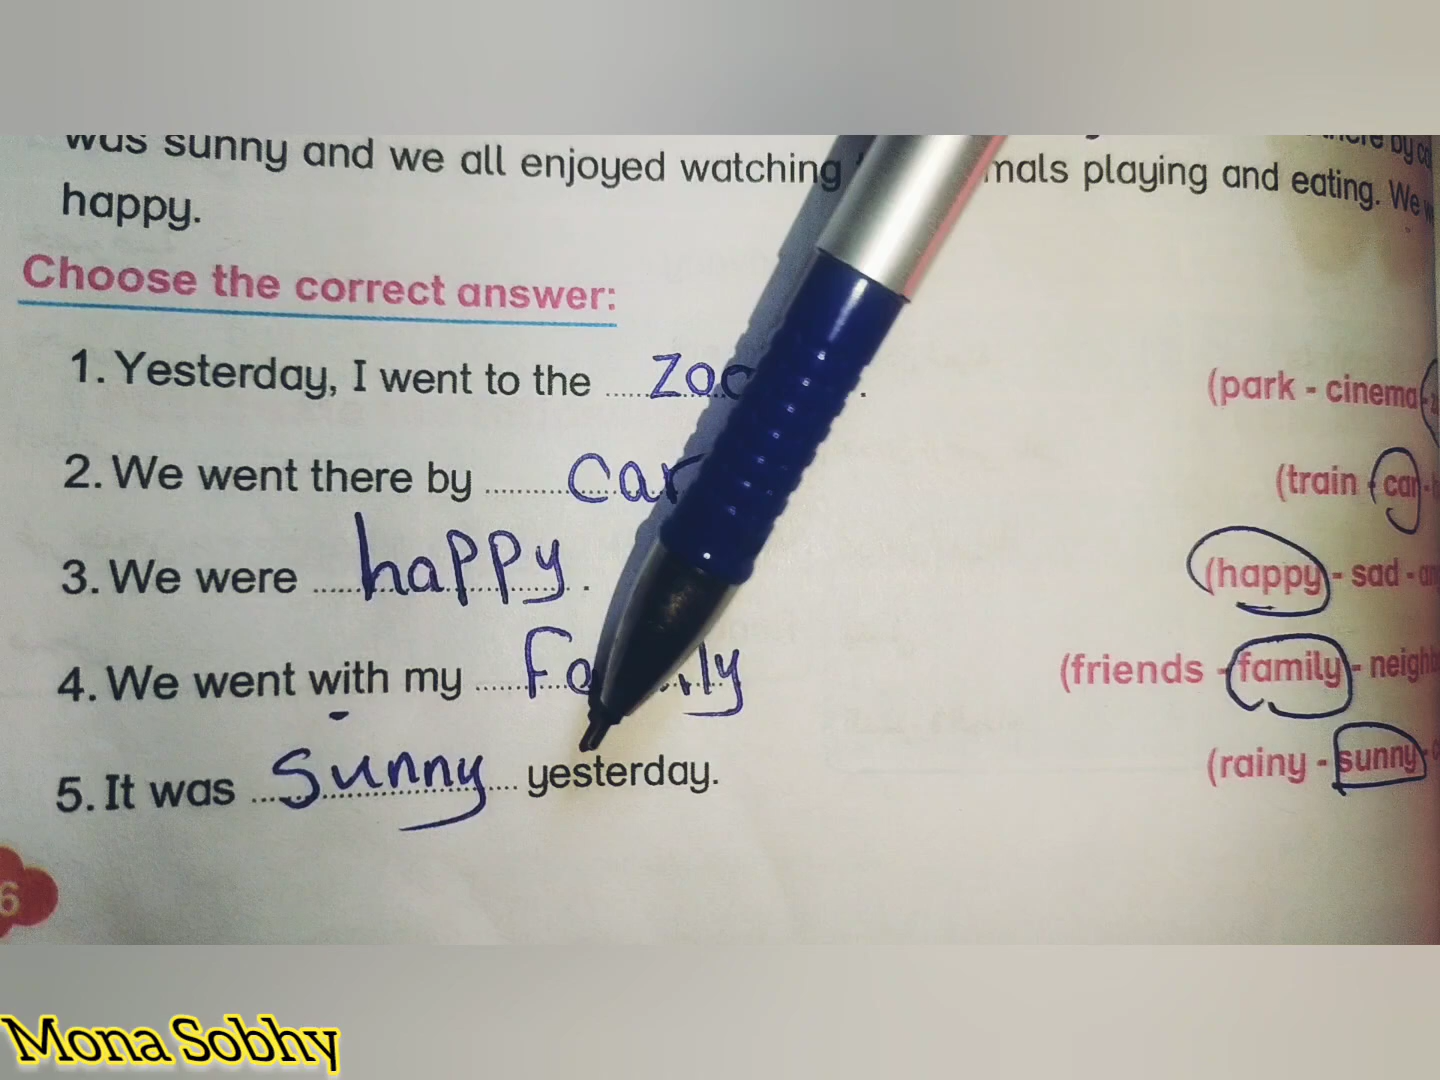 was sunny and we all enjoyed watching mals playing and eating. We
happy.
Choose the correct answer:
1. Yesterday, I went to the ........ . (park - cinema -
2. We went there by ........ car (train - car -
3. We were happy . (happy - sad -
4. We went with my ........ (friends - family -
5. It was sunny yesterday. (rainy - sunny -
6
Mona Sobhy